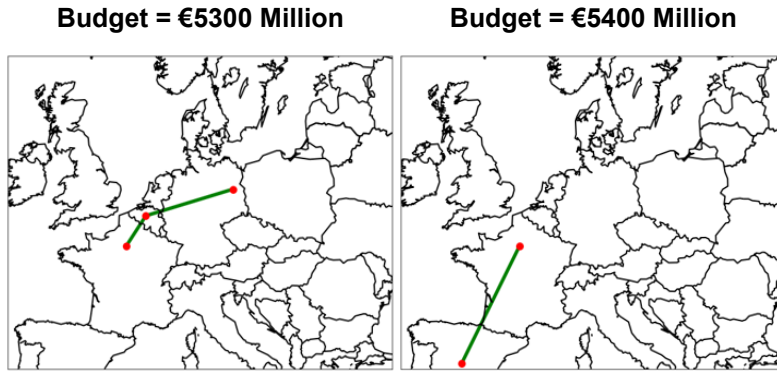 Budget = €5300 Million
Budget = €5400 Million